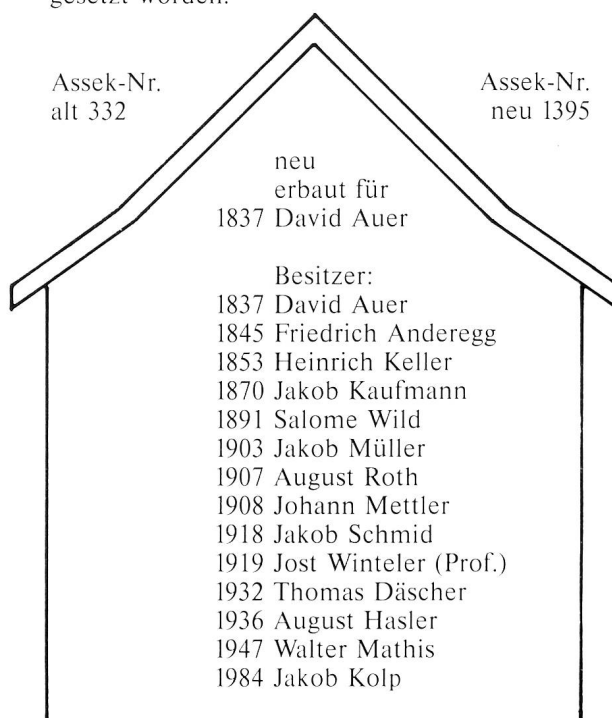 gesetzt worden.
Assek-Nr.
alt 332
Assek-Nr.
neu 1395
neu
erbaut für
1837 David Auer
Besitzer:
1837 David Auer
1845 Friedrich Anderegg
1853 Heinrich Keller
1870 Jakob Kaufmann
1891 Salome Wild
1903 Jakob Müller
1907 August Roth
1908 Johann Mettler
1918 Jakob Schmid
1919 Jost Winteler (Prof.)
1932 Thomas Däscher
1936 August Hasler
1947 Walter Mathis
1984 Jakob Kolp